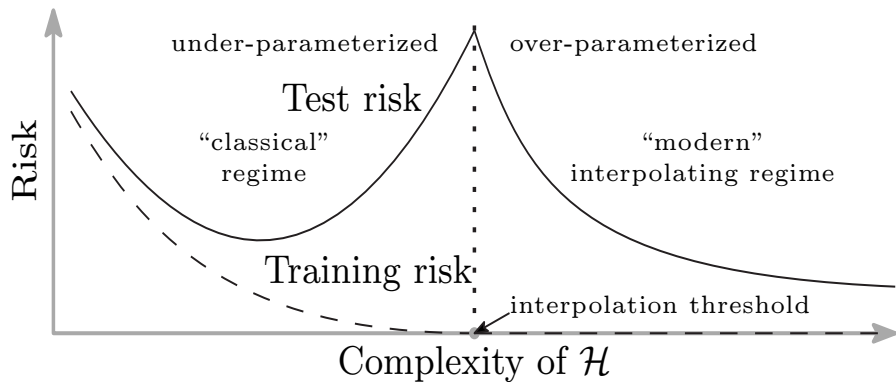 under-parameterized
over-parameterized
Test risk
“classical”
regime
“modern”
interpolating regime
Risk
Training risk
interpolation threshold
Complexity of ℋ